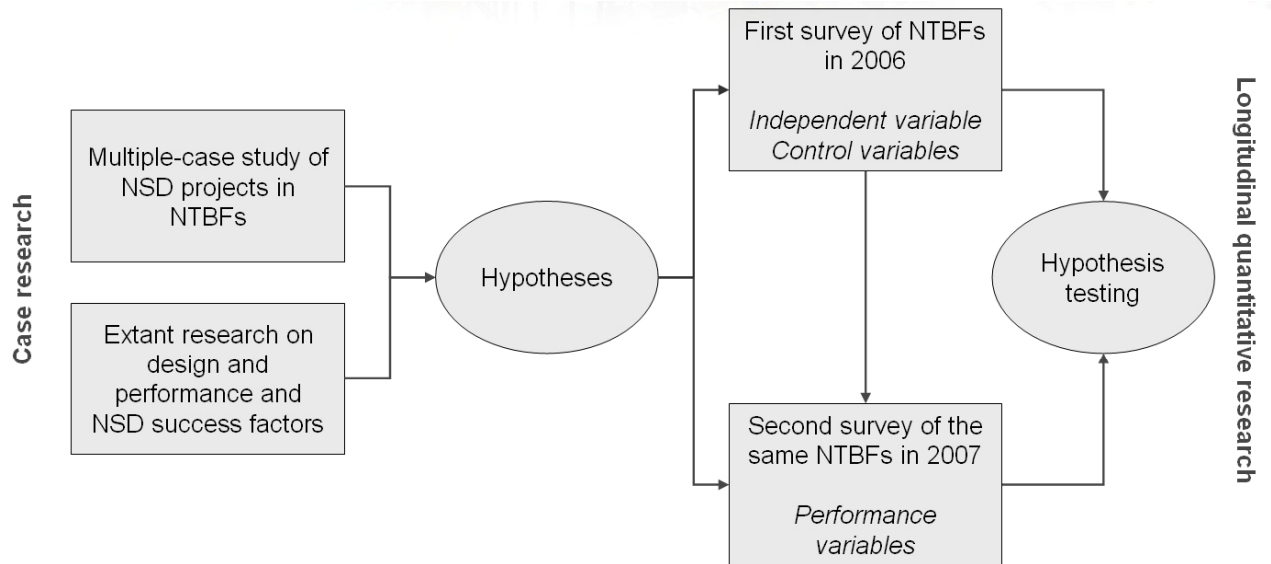 Case research
Multiple-case study of
NSD projects in
NTBFs
Extant research on
design and
performance and
NSD success factors
Hypotheses
First survey of NTBFs
in 2006
Independent variable
Control variables
Second survey of the
same NTBFs in 2007
Performance
variables
Hypothesis
testing
Longitudinal quantitative research